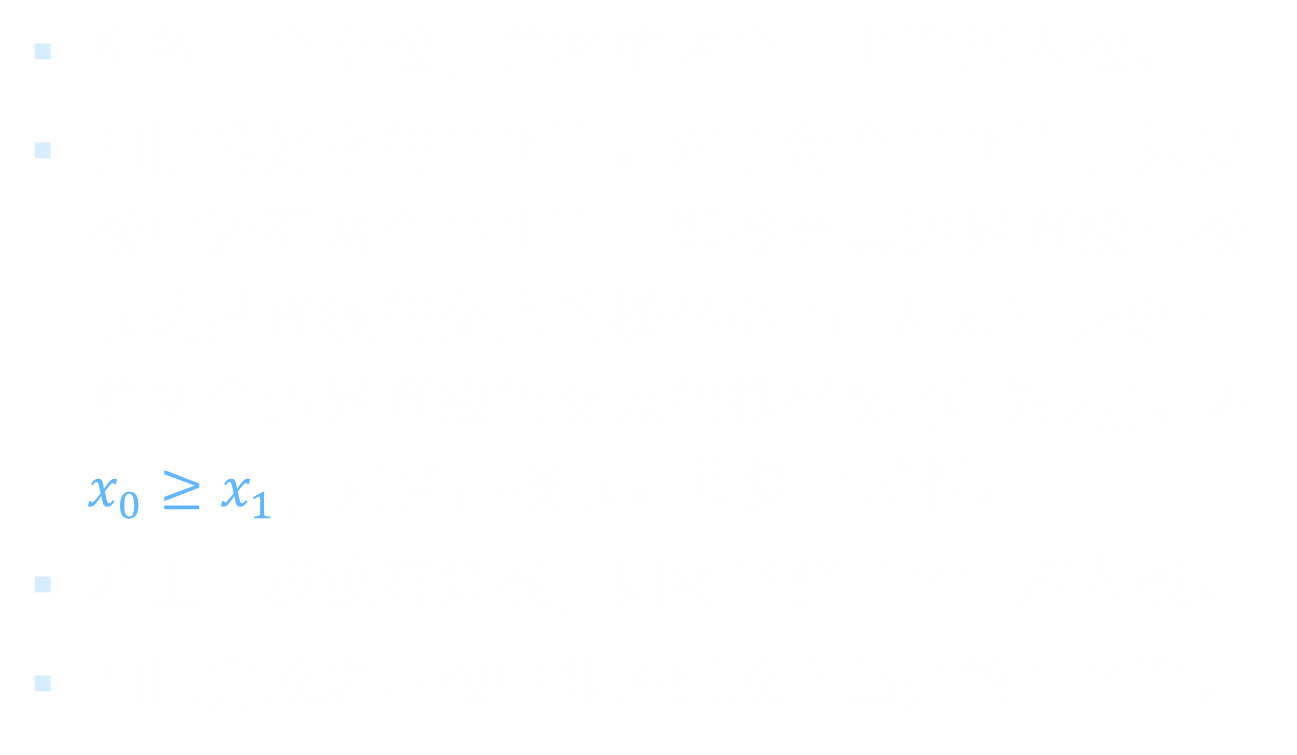 x₀ ≥ x₁